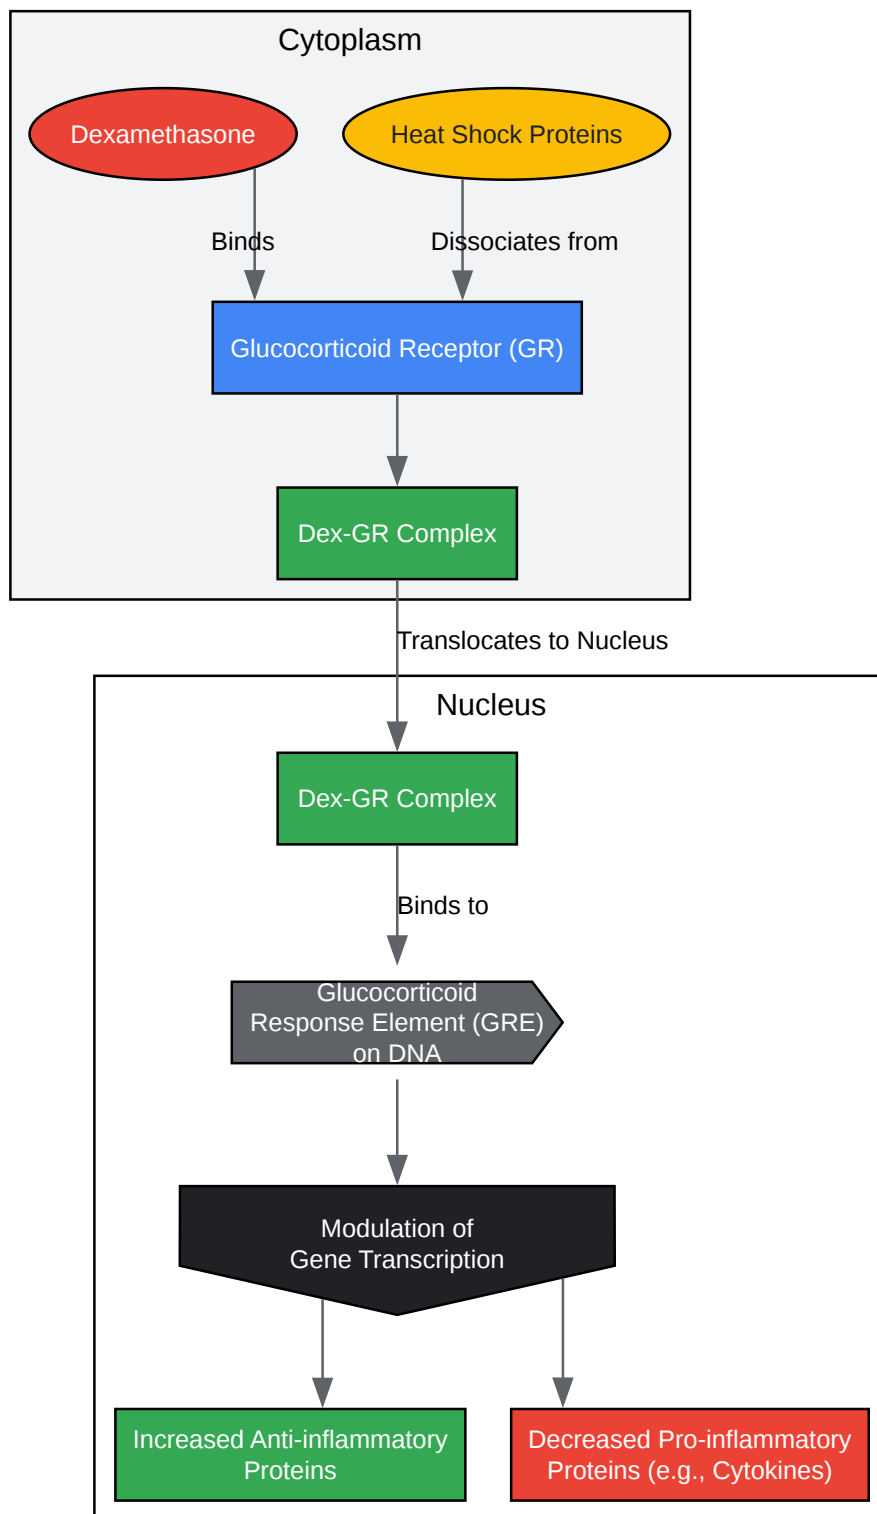 Cytoplasm
Dexamethasone
Heat Shock Proteins
Binds
Dissociates from
Glucocorticoid Receptor (GR)
Dex-GR Complex
Translocates to Nucleus
Nucleus
Dex-GR Complex
Binds to
Glucocorticoid
Response Element (GRE)
on DNA
Modulation of
Gene Transcription
Increased Anti-inflammatory
Proteins
Decreased Pro-inflammatory
Proteins (e.g., Cytokines)